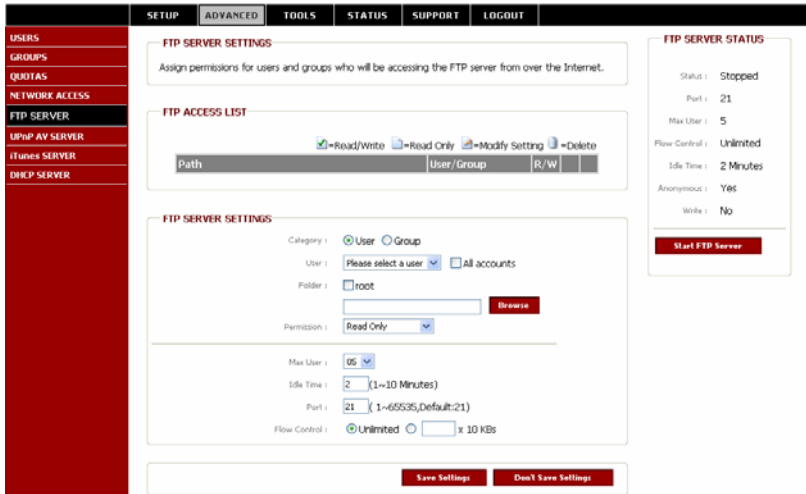 SETUP ADVANCED TOOLS STATUS SUPPORT LOGOUT
USERS
GROUPS
QUOTAS
NETWORK ACCESS
FTP SERVER
UPnP AV SERVER
iTunes SERVER
DHCP SERVER
FTP SERVER SETTINGS
Assign permissions for users and groups who will be accessing the FTP server from over the Internet.
FTP ACCESS LIST
=Read/Write =Read Only =Modify Setting =Delete
Path User/Group R/W
FTP SERVER SETTINGS
Category : User Group
User : Please select a user All accounts
Folder : root
Browse
Permission : Read Only
Max User : 05
Idle Time : 2 (1~10 Minutes)
Port : 21 ( 1~65535,Default:21)
Flow Control : Unlimited x 10 KBs
Save Settings Don't Save Settings
FTP SERVER STATUS
Status : Stopped
Port : 21
Max User : 5
Flow Control : Unlimited
Idle Time : 2 Minutes
Anonymous : Yes
Write : No
Start FTP Server